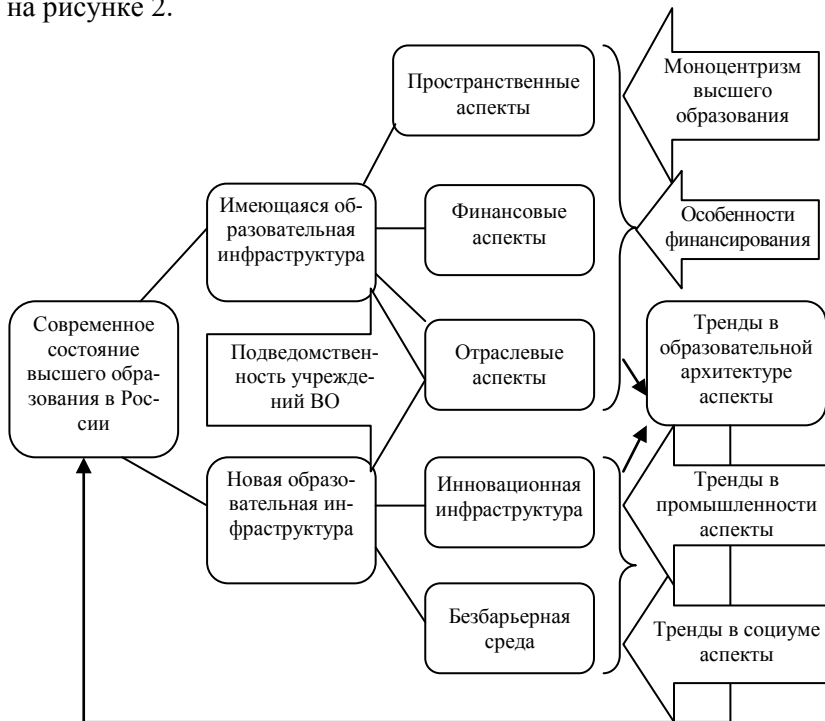 на рисунке 2.
Пространственные
аспекты
Моноцентризм
высшего
образования
Имеющаяся об-
разовательная
инфраструктура
Финансовые
аспекты
Особенности
финансирования
Современное
состояние
высшего обра-
зования в Рос-
сии
Подведомствен-
ность учрежде-
ний ВО
Отраслевые
аспекты
Тренды в
образовательной
архитектуре
аспекты
Новая образо-
вательная ин-
фраструктура
Инновационная
инфраструктура
Тренды в
промышленности
аспекты
Безбарьерная
среда
Тренды в социуме
аспекты